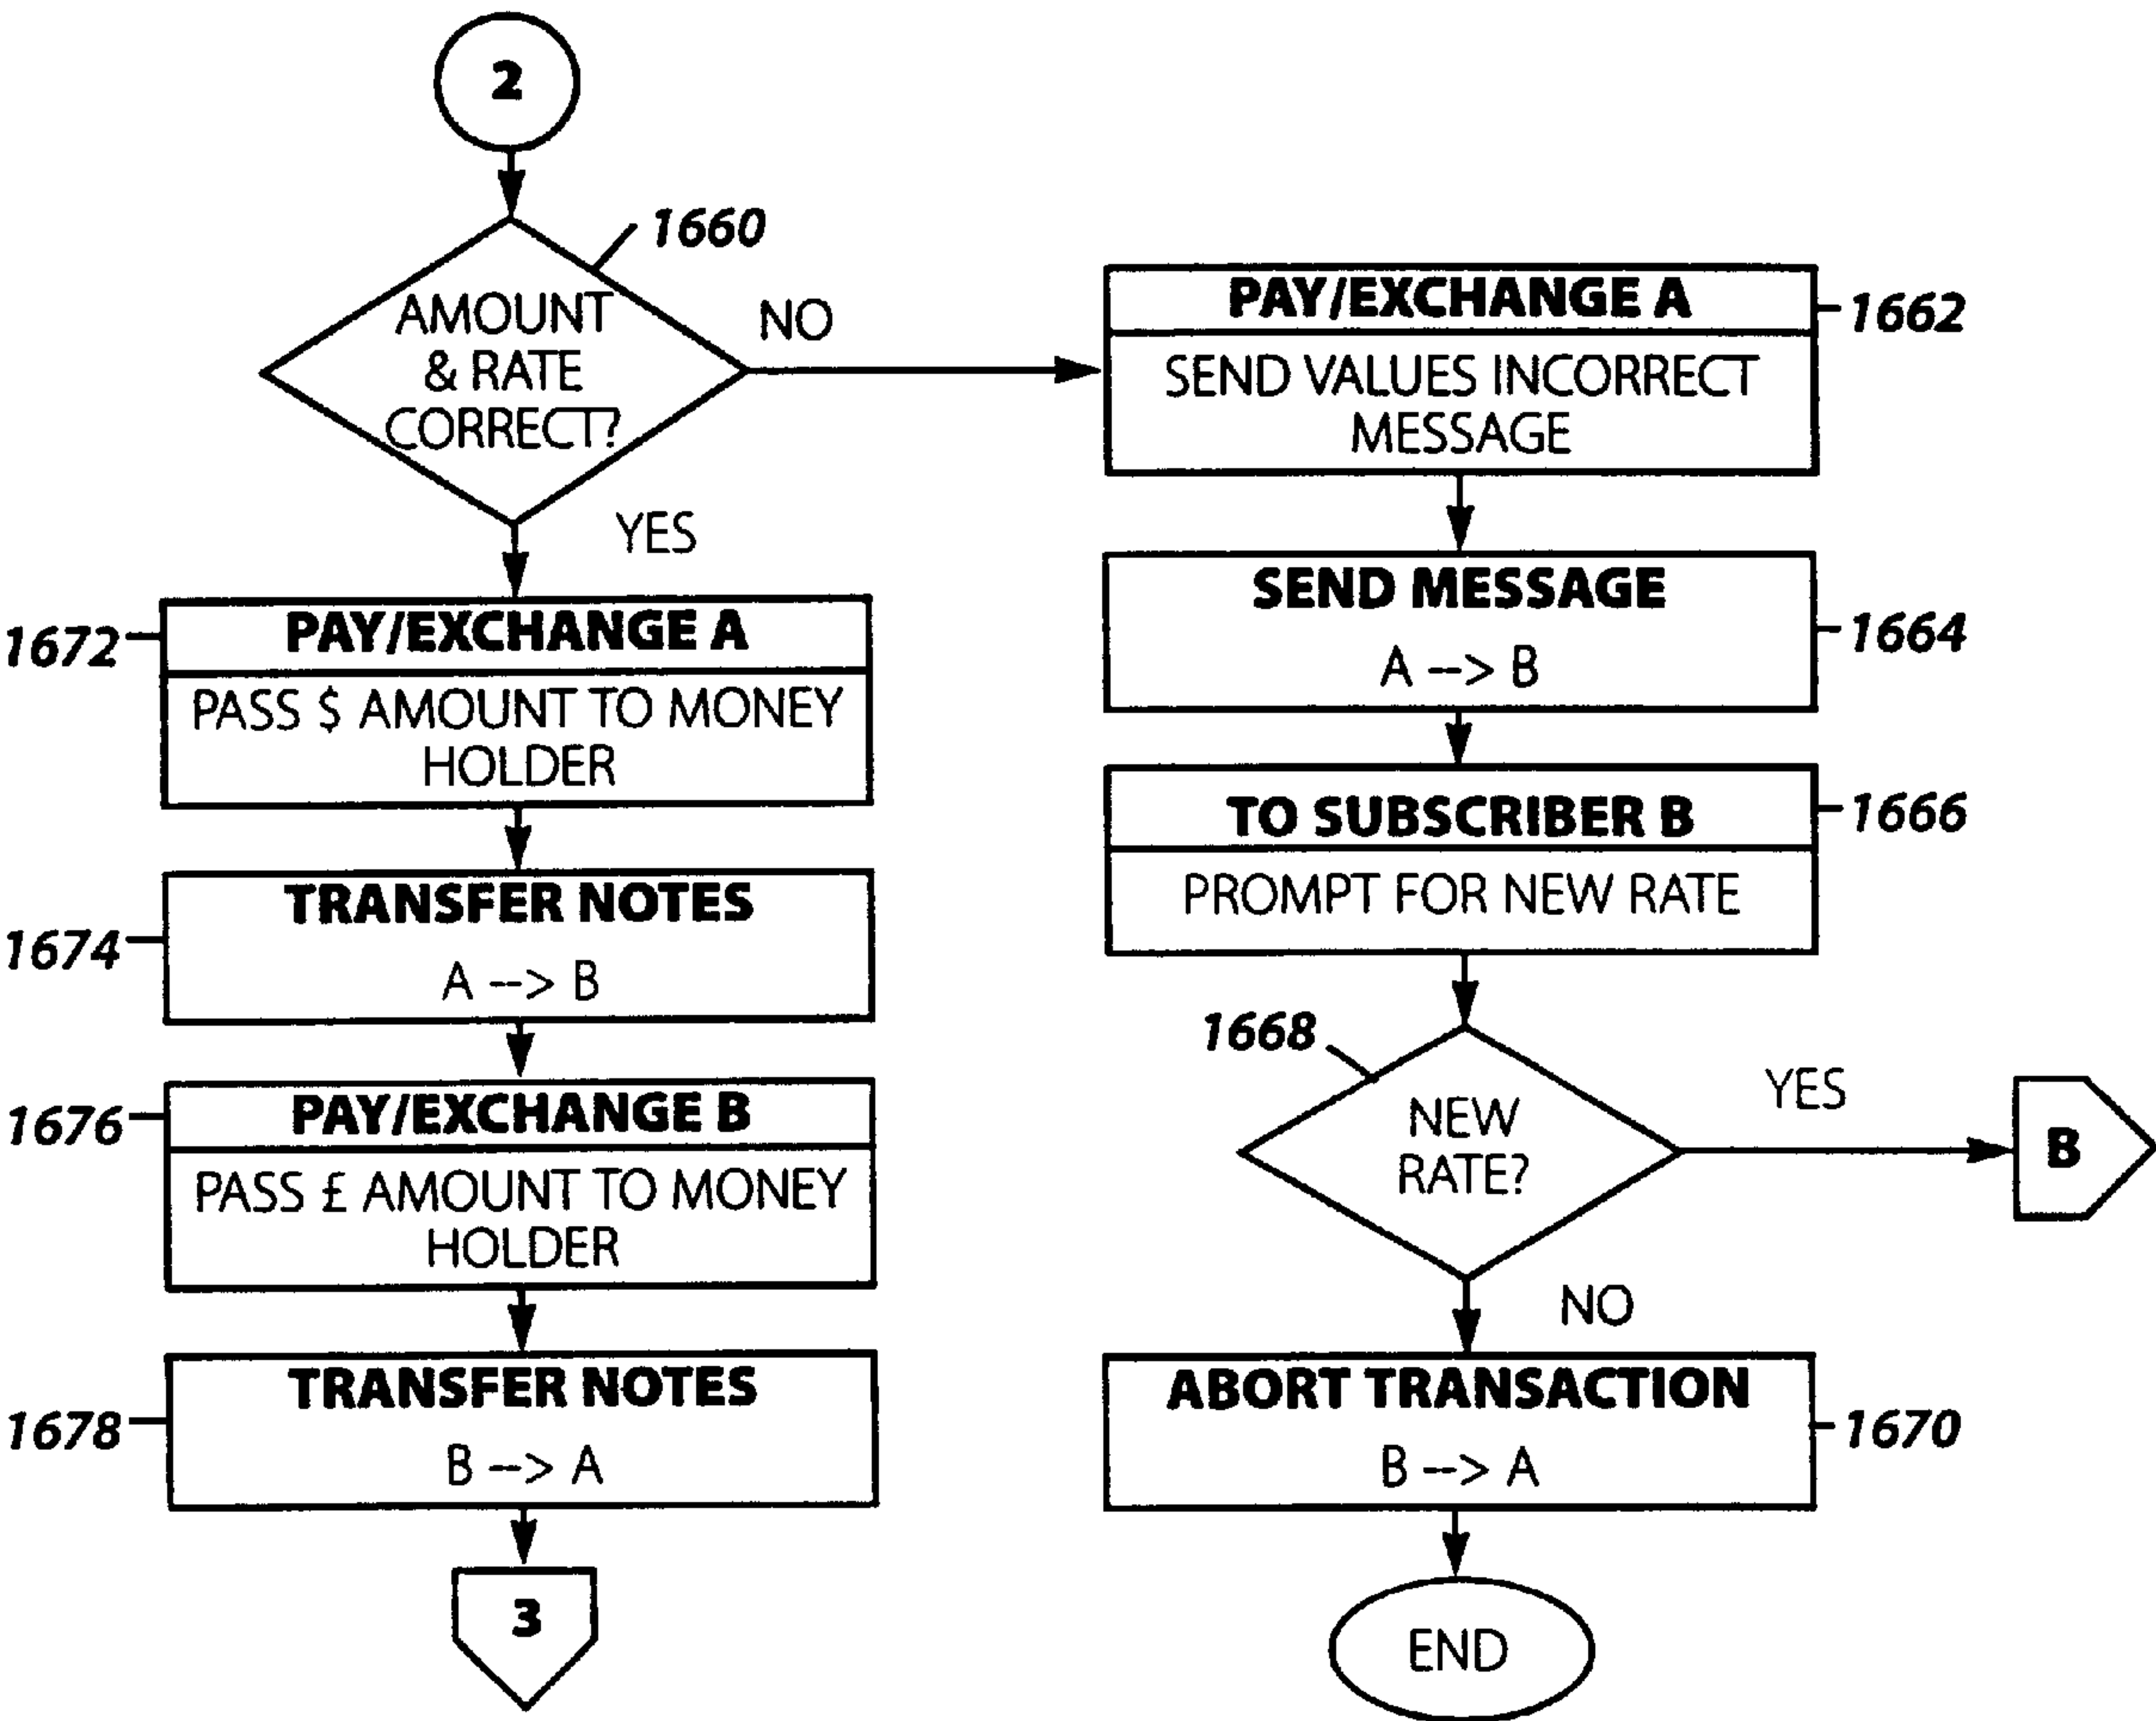 2
1660
AMOUNT
& RATE
CORRECT?
NO
YES
1672
PAY/EXCHANGE A
PASS $ AMOUNT TO MONEY
HOLDER
1674
TRANSFER NOTES
A --> B
1676
PAY/EXCHANGE B
PASS £ AMOUNT TO MONEY
HOLDER
1678
TRANSFER NOTES
B --> A
3
PAY/EXCHANGE A
1662
SEND VALUES INCORRECT
MESSAGE
SEND MESSAGE
1664
A --> B
TO SUBSCRIBER B
1666
PROMPT FOR NEW RATE
1668
NEW
RATE?
YES
B
NO
ABORT TRANSACTION
1670
B --> A
END